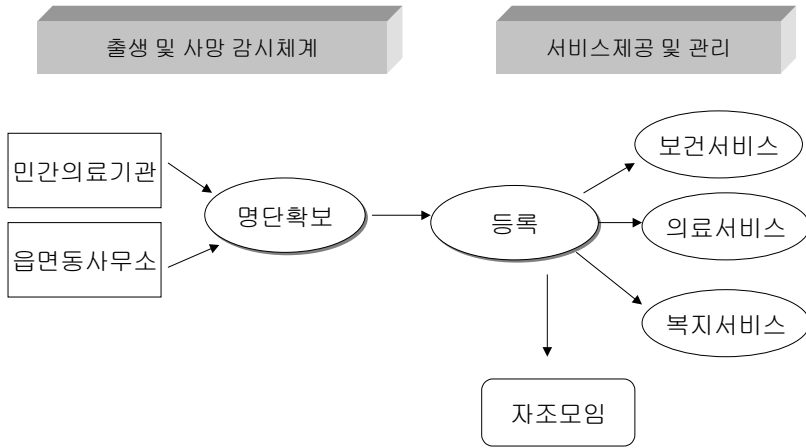 출생 및 사망 감시체계
서비스제공 및 관리
민간의료기관
읍면동사무소
명단확보
등록
보건서비스
의료서비스
복지서비스
자조모임